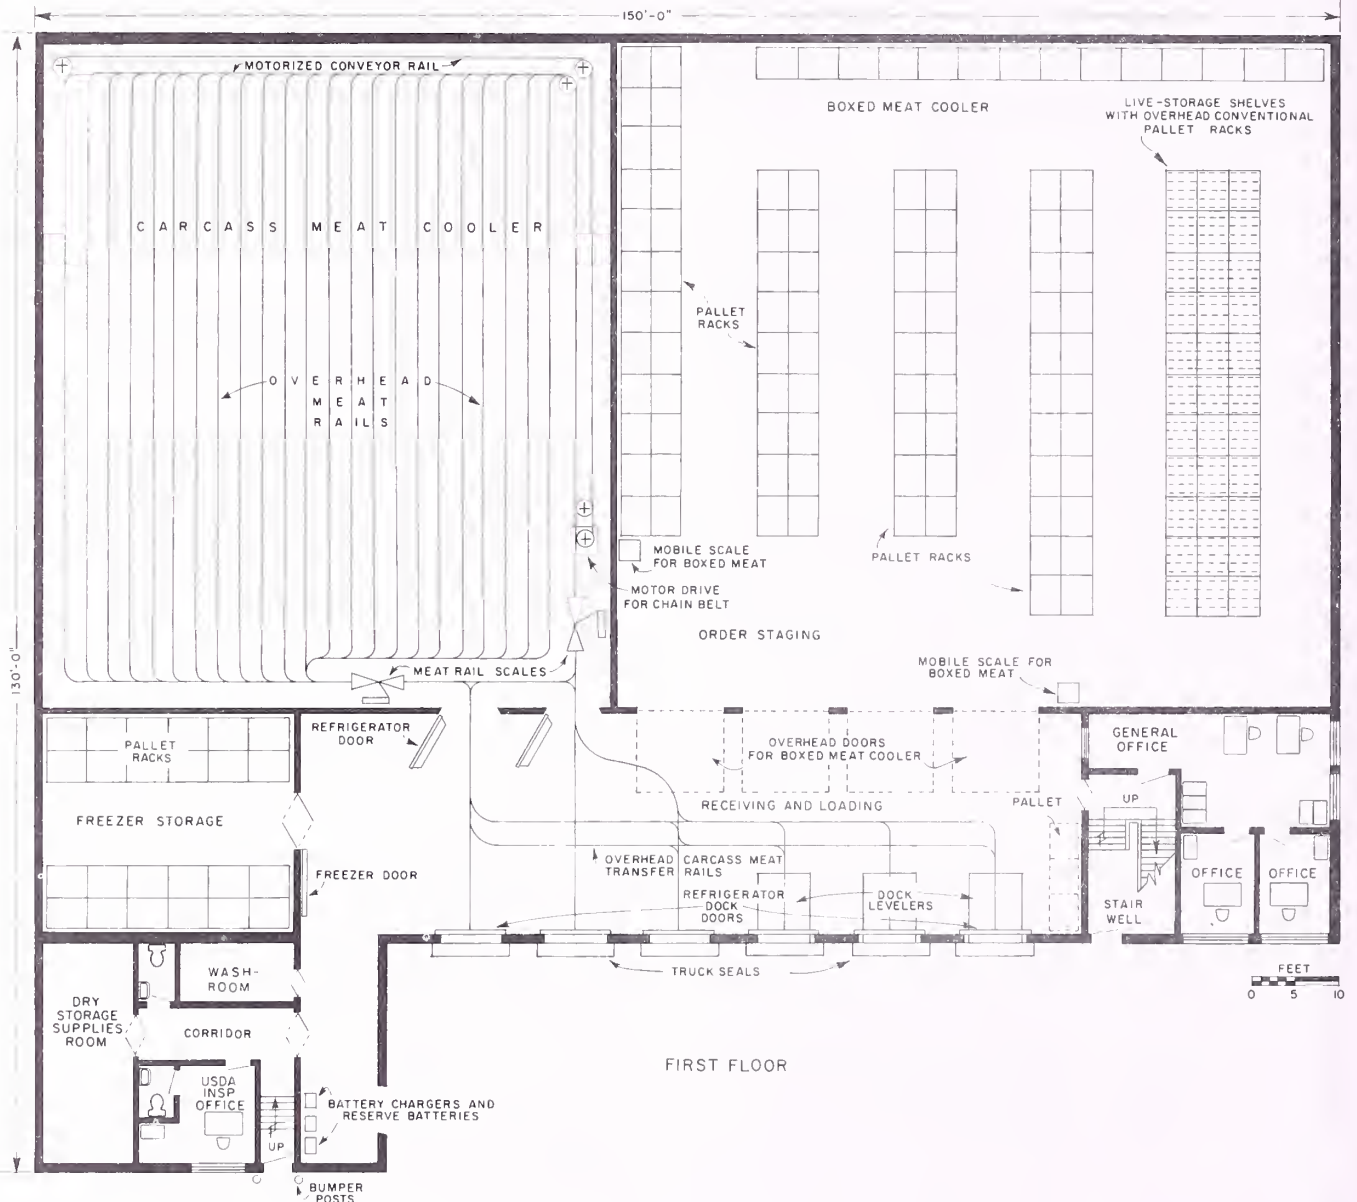 150'-0"
MOTORIZED CONVEYOR RAIL
BOXED MEAT COOLER
LIVE-STORAGE SHELVES
WITH OVERHEAD CONVENTIONAL
PALLET RACKS
CARCASS MEAT COOLER
PALLET
RACKS
OVERHEAD
MEAT
RAILS
MOBILE SCALE
FOR BOXED MEAT
PALLET RACKS
MOTOR DRIVE
FOR CHAIN BELT
ORDER STAGING
130'-0"
MEAT RAIL SCALES
MOBILE SCALE FOR
BOXED MEAT
REFRIGERATOR
DOOR
PALLET
RACKS
OVERHEAD DOORS
FOR BOXED MEAT COOLER
GENERAL
OFFICE
RECEIVING AND LOADING
PALLET
UP
FREEZER STORAGE
OVERHEAD CARCASS MEAT
TRANSFER RAILS
FREEZER DOOR
REFRIGERATOR
DOCK
DOORS
DOCK
LEVELERS
OFFICE
OFFICE
STAIR
WELL
TRUCK SEALS
FEET
0 5 10
WASH-
ROOM
DRY
STORAGE
SUPPLIES
ROOM
CORRIDOR
FIRST FLOOR
USDA
INSP
OFFICE
BATTERY CHARGERS AND
RESERVE BATTERIES
UP
BUMPER
POSTS